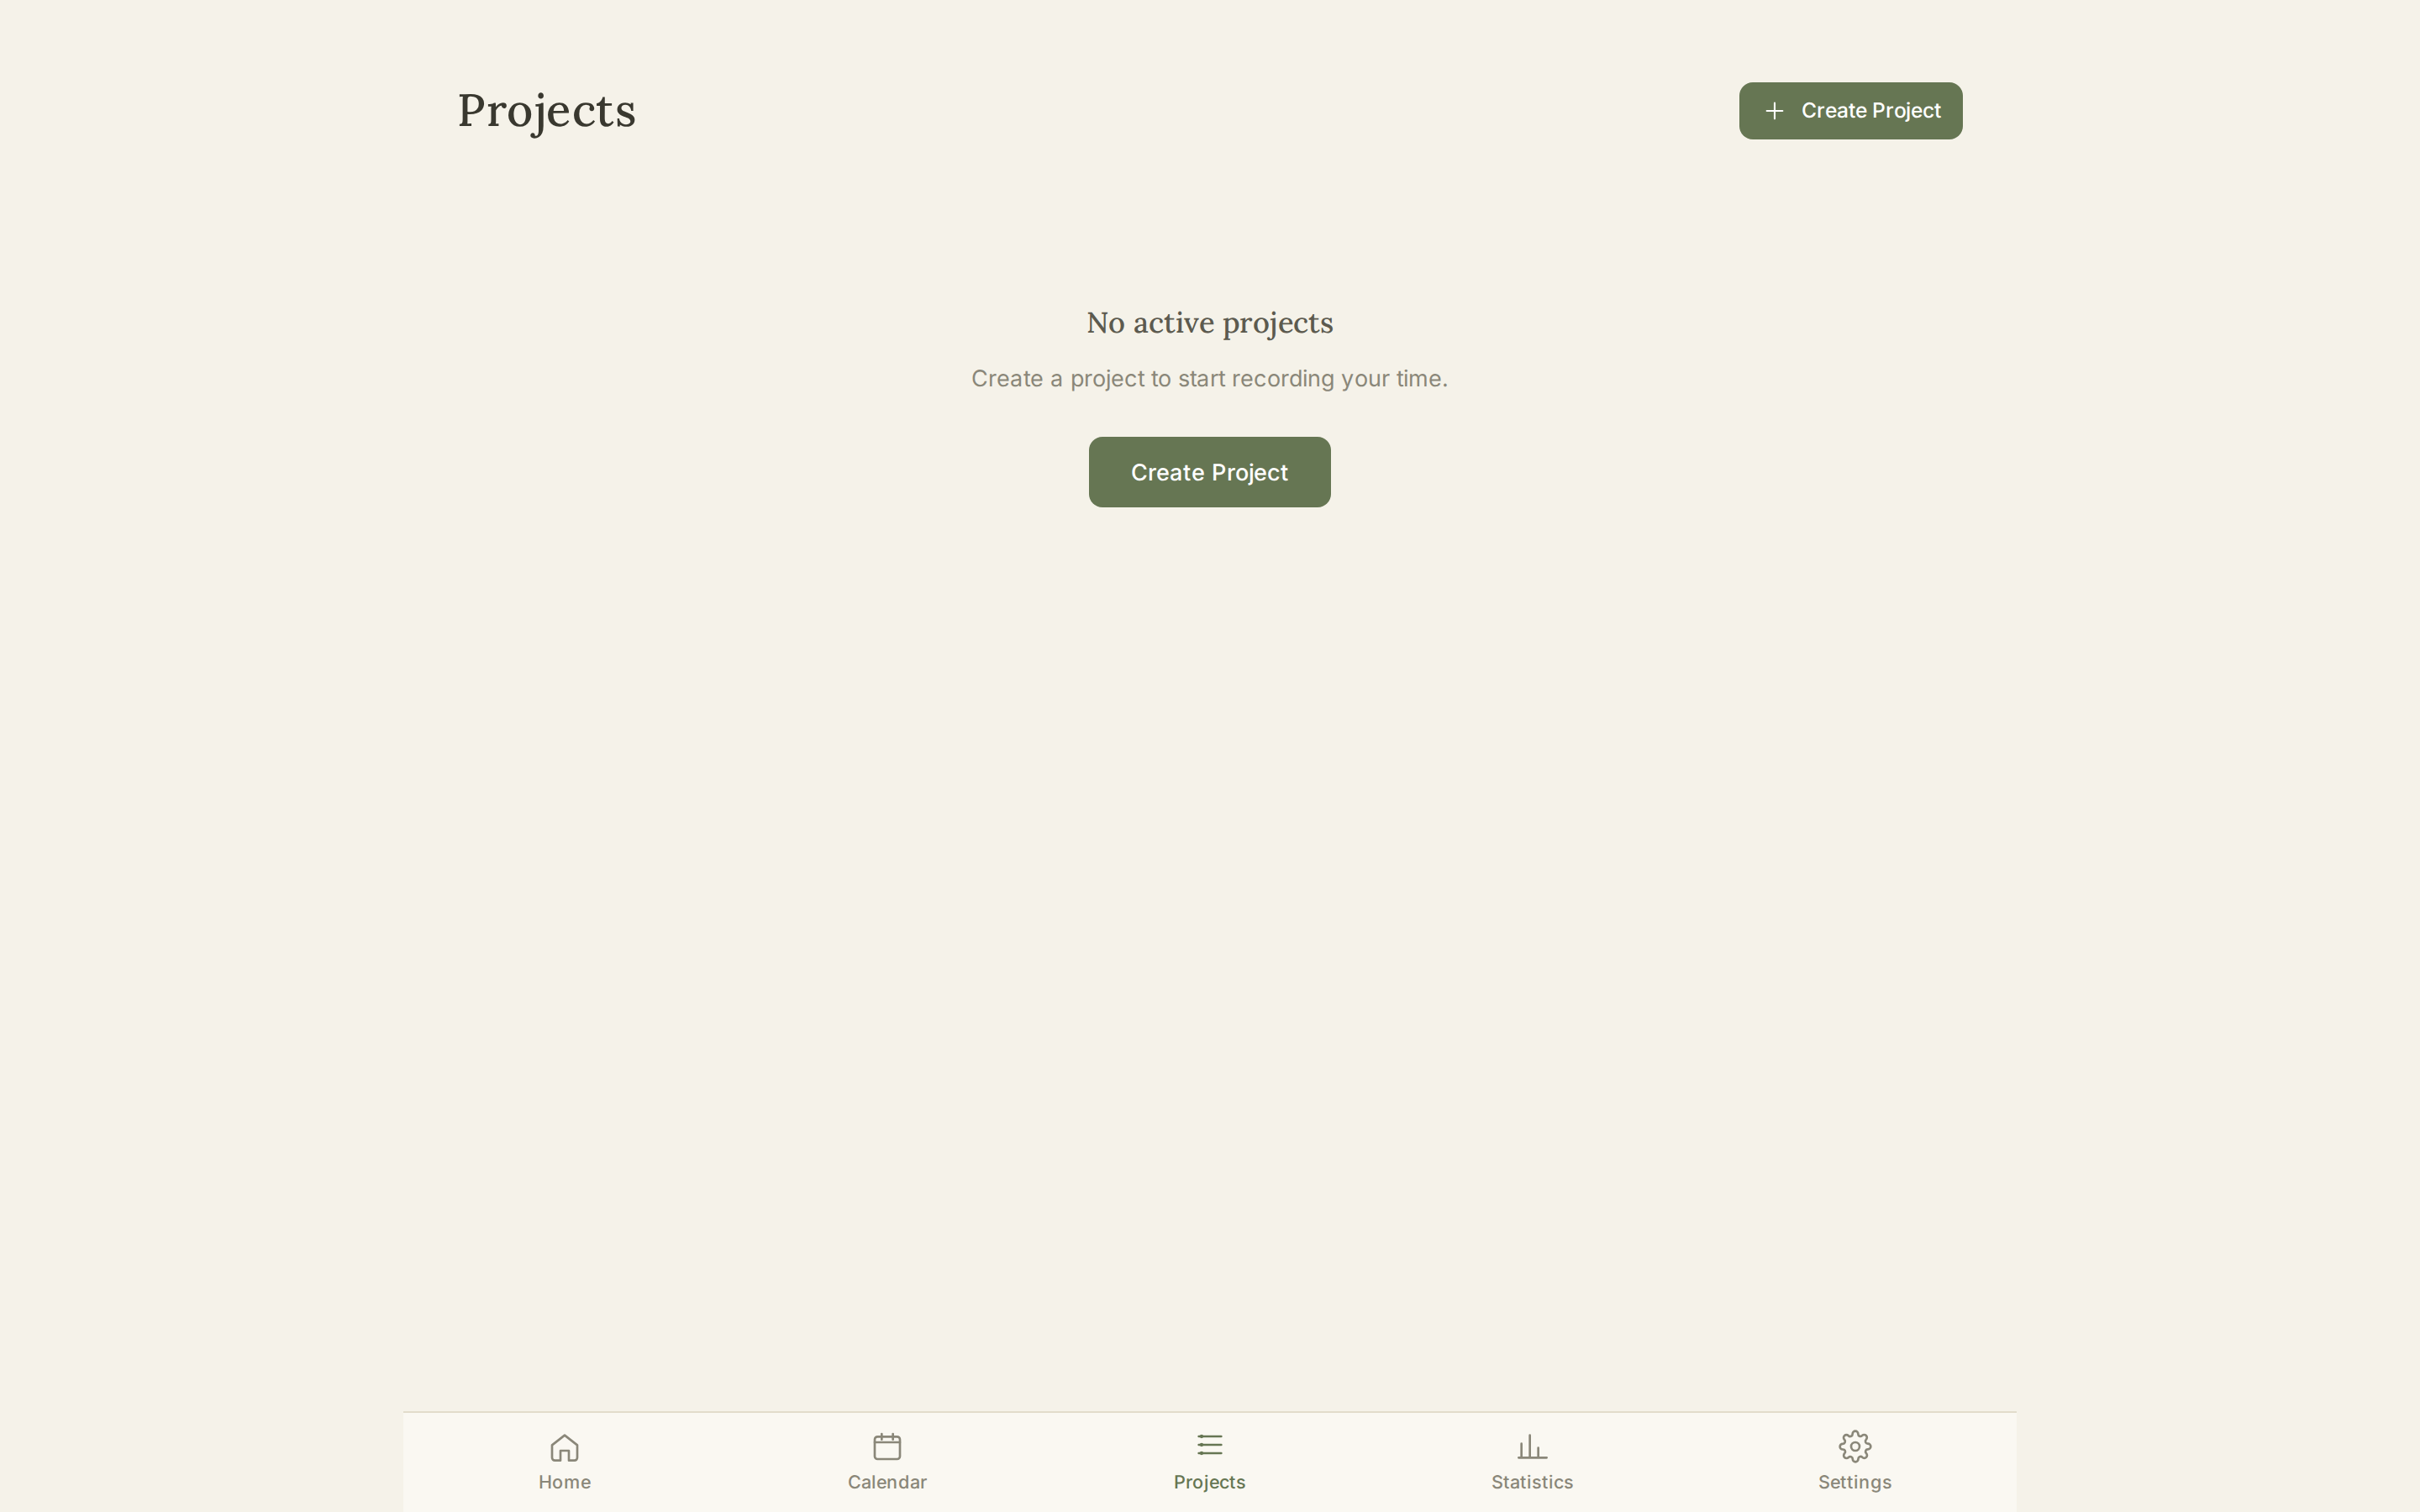 Projects
Create Project
No active projects
Create a project to start recording your time.
Create Project
Home
Calendar
Projects
Statistics
Settings